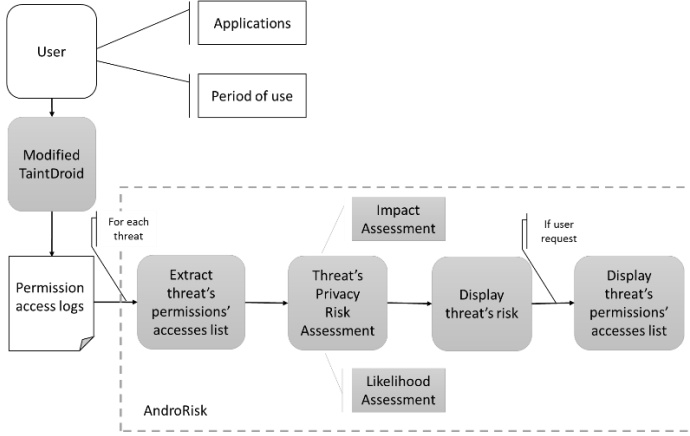 User
Applications
Period of use
Modified
TaintDroid
For each
threat
Permission
access logs
Extract
threat's
permissions'
accesses list
Impact
Assessment
Threat's
Privacy
Risk
Assessment
Likelihood
Assessment
Display
threat's risk
If user
request
Display
threat's
permissions'
accesses list
AndroRisk